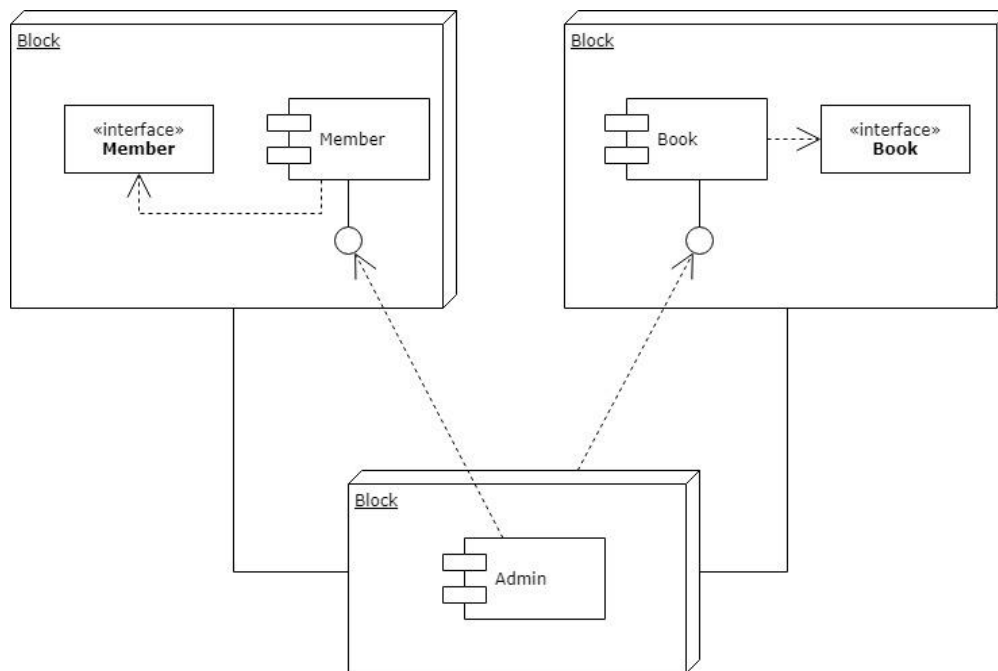 Block
«interface»
Member
Member
Block
Book
«interface»
Book
Block
Admin